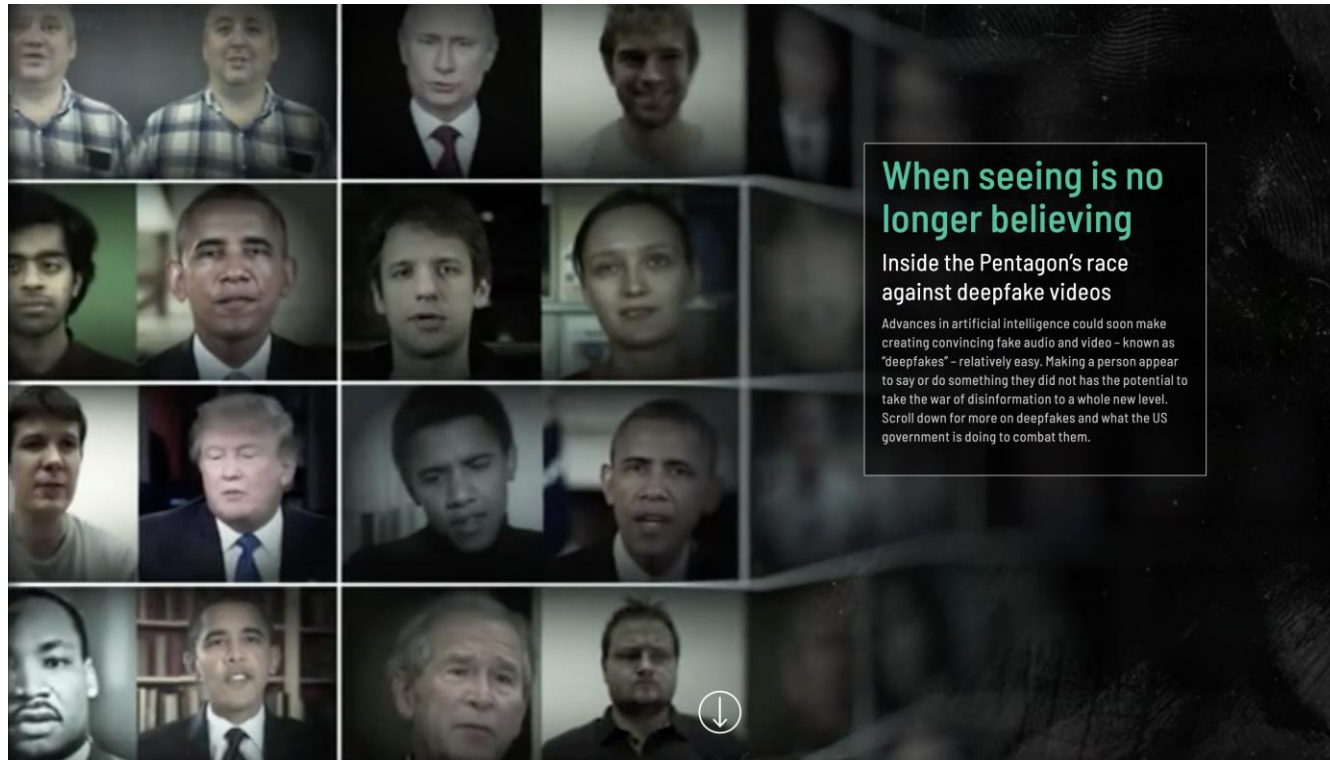 When seeing is no
longer believing
Inside the Pentagon’s race
against deepfake videos
Advances in artificial intelligence could soon make
creating convincing fake audio and video – known as
“deepfakes” – relatively easy. Making a person appear
to say or do something they did not has the potential to
take the war of disinformation to a whole new level.
Scroll down for more on deepfakes and what the US
government is doing to combat them.